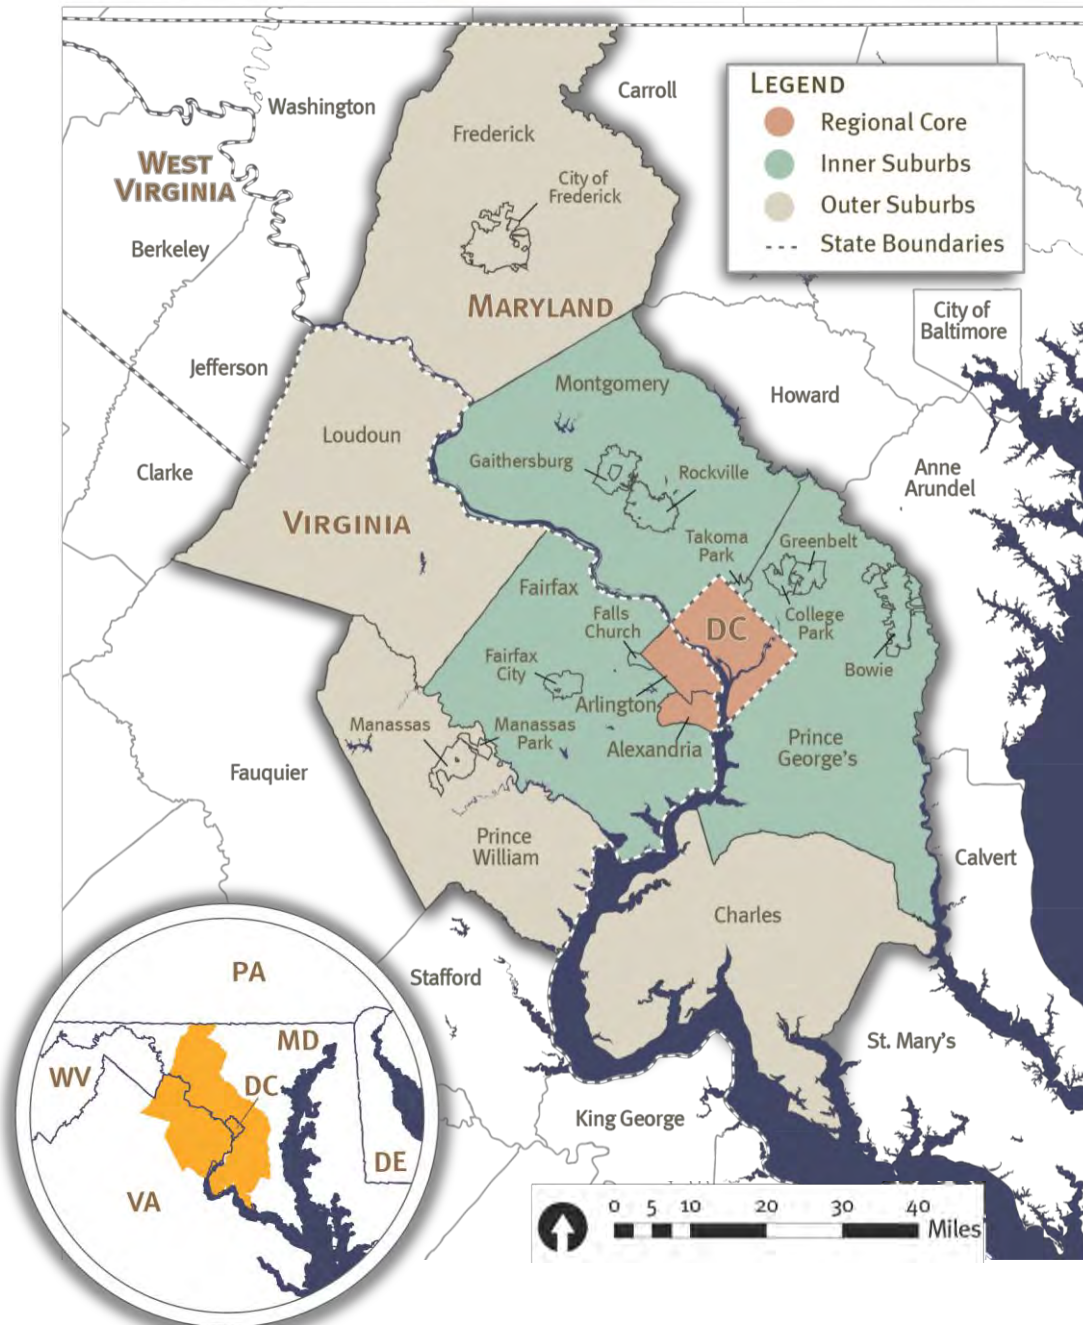 LEGEND
Regional Core
Inner Suburbs
Outer Suburbs
State Boundaries
Washington
Carroll
Frederick
WEST
VIRGINIA
City of
Frederick
Berkeley
MARYLAND
City of
Baltimore
Jefferson
Montgomery
Howard
Loudoun
Gaithersburg
Rockville
Clarke
Anne
Arundel
VIRGINIA
Takoma
Park
Greenbelt
Fairfax
Falls
Church
DC
College
Park
Fairfax
City
Bowie
Arlington
Manassas
Manassas
Park
Alexandria
Prince
George's
Fauquier
Prince
William
Calvert
Charles
Stafford
St. Mary's
King George
PA
MD
WV
DC
DE
VA
0 5 10 20 30 40
Miles